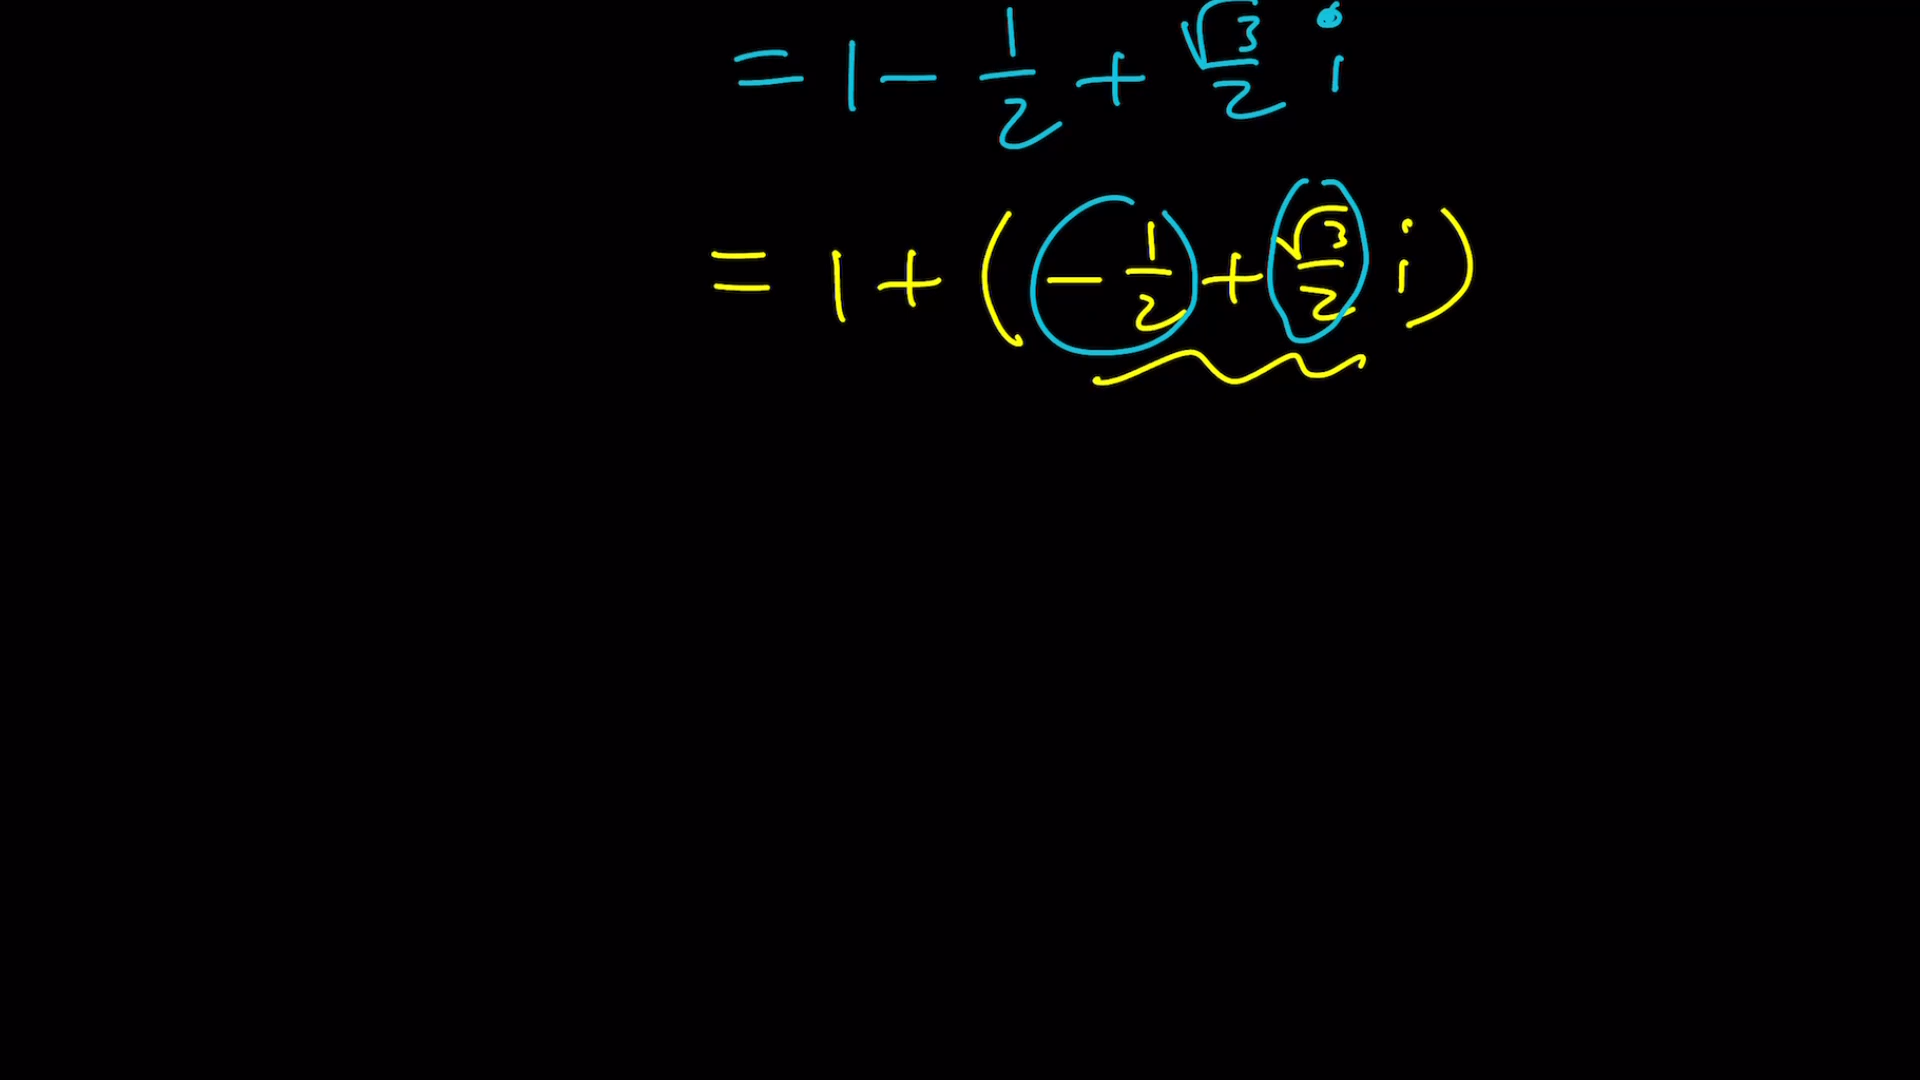 = 1 - 1/2 + √3/2 i
= 1 + (- 1/2 + √3/2 i)